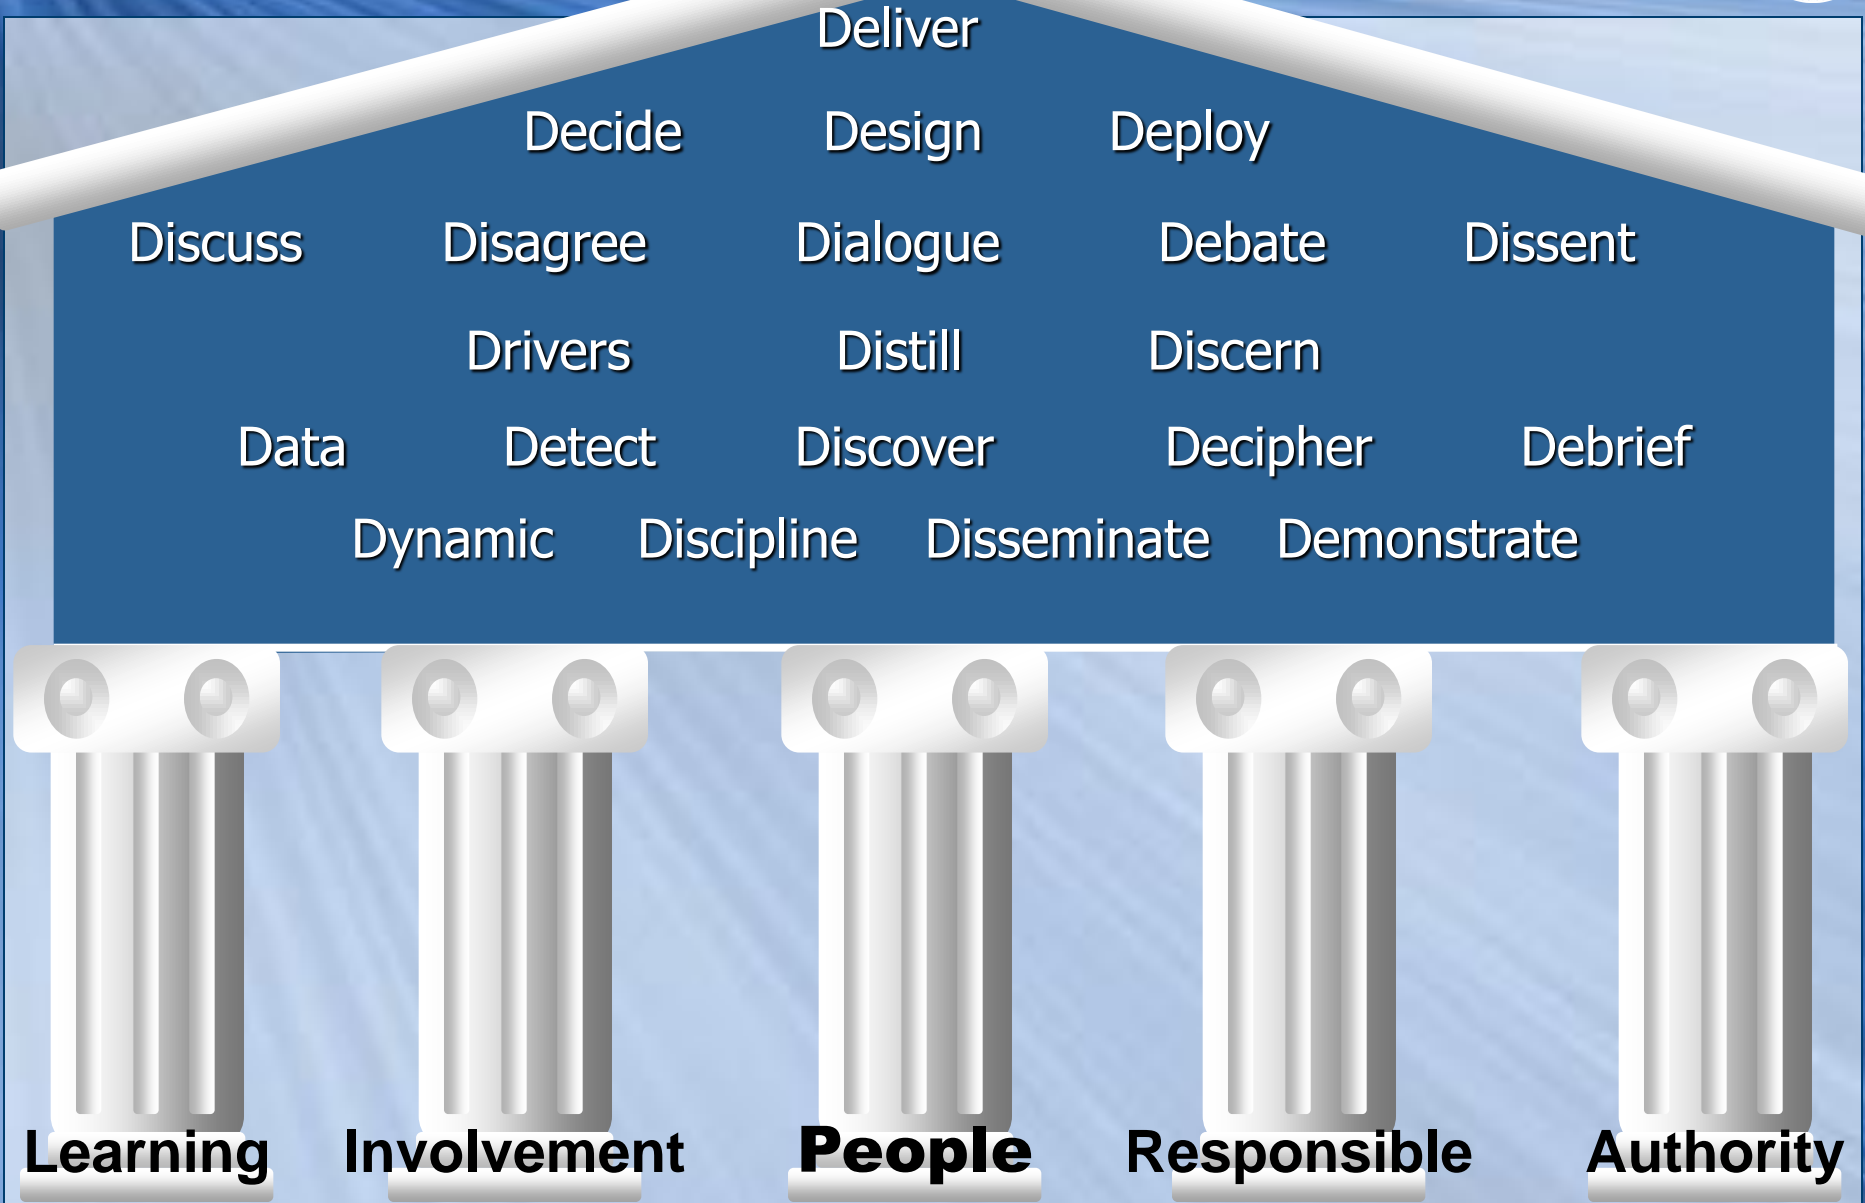 Deliver
Decide Design Deploy
Discuss Disagree Dialogue Debate Dissent
Drivers Distill Discern
Data Detect Discover Decipher Debrief
Dynamic Discipline Disseminate Demonstrate
Learning Involvement People Responsible Authority